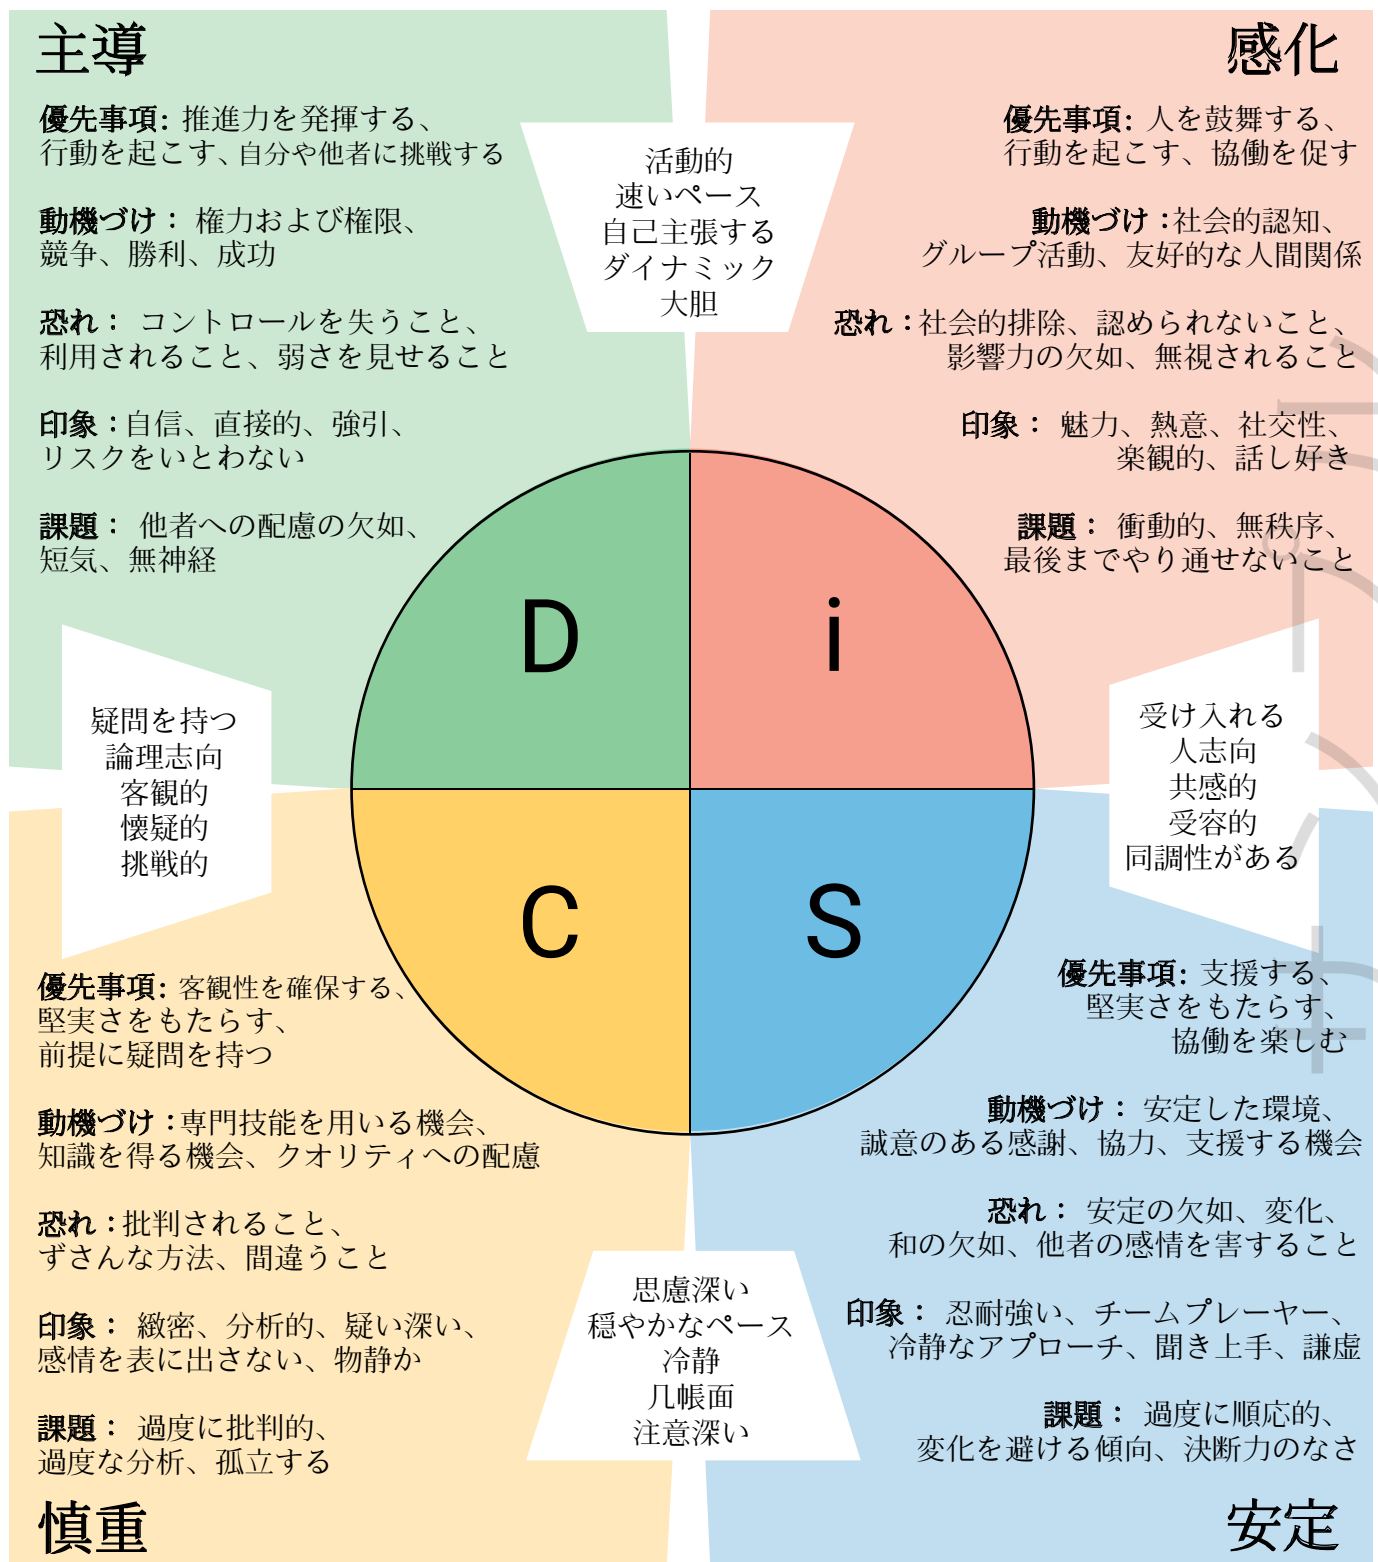 主導
優先事項: 推進力を発揮する、
行動を起こす、自分や他者に挑戦する
動機づけ： 権力および権限、
競争、勝利、成功
恐れ： コントロールを失うこと、
利用されること、弱さを見せること
印象：自信、直接的、強引、
リスクをいとわない
課題： 他者への配慮の欠如、
短気、無神経
活動的
速いペース
自己主張する
ダイナミック
大胆
感化
優先事項: 人を鼓舞する、
行動を起こす、協働を促す
動機づけ：社会的認知、
グループ活動、友好的な人間関係
恐れ：社会的排除、認められないこと、
影響力の欠如、無視されること
印象： 魅力、熱意、社交性、
楽観的、話し好き
課題： 衝動的、無秩序、
最後までやり通せないこと
D
i
疑問を持つ
論理志向
客観的
懐疑的
挑戦的
受け入れる
人志向
共感的
受容的
同調性がある
C
S
優先事項: 客観性を確保する、
堅実さをもたらす、
前提に疑問を持つ
動機づけ：専門技能を用いる機会、
知識を得る機会、クオリティへの配慮
恐れ：批判されること、
ずさんな方法、間違うこと
印象： 緻密、分析的、疑い深い、
感情を表に出さない、物静か
課題： 過度に批判的、
過度な分析、孤立する
慎重
思慮深い
穏やかなペース
冷静
几帳面
注意深い
優先事項: 支援する、
堅実さをもたらす、
協働を楽しむ
動機づけ： 安定した環境、
誠意のある感謝、協力、支援する機会
恐れ： 安定の欠如、変化、
和の欠如、他者の感情を害すること
印象： 忍耐強い、チームプレーヤー、
冷静なアプローチ、聞き上手、謙虚
課題： 過度に順応的、
変化を避ける傾向、決断力のなさ
安定
サンプル